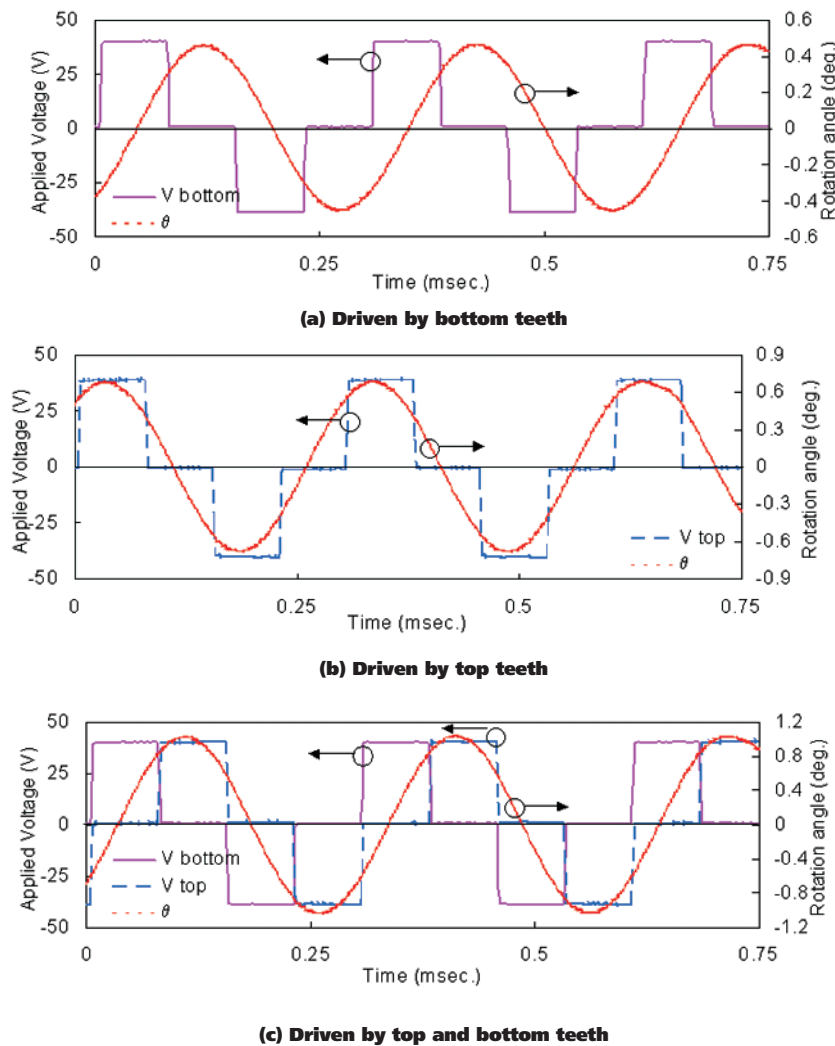 50
25
0
-25
-50
Applied Voltage (V)
0.6
0.4
0.2
0
-0.2
-0.4
-0.6
Rotation angle (deg.)
V bottom
θ
0
0.25
0.5
0.75
Time (msec.)
(a) Driven by bottom teeth
50
25
0
-25
-50
Applied Voltage (V)
0.9
0.6
0.3
0
-0.3
-0.6
-0.9
Rotation angle (deg.)
V top
θ
0
0.25
0.5
0.75
Time (msec.)
(b) Driven by top teeth
50
25
0
-25
-50
Applied Voltage (V)
1.2
0.8
0.4
0
-0.4
-0.8
-1.2
Rotation angle (deg.)
V bottom
V top
θ
0
0.25
0.5
0.75
Time (msec.)
(c) Driven by top and bottom teeth